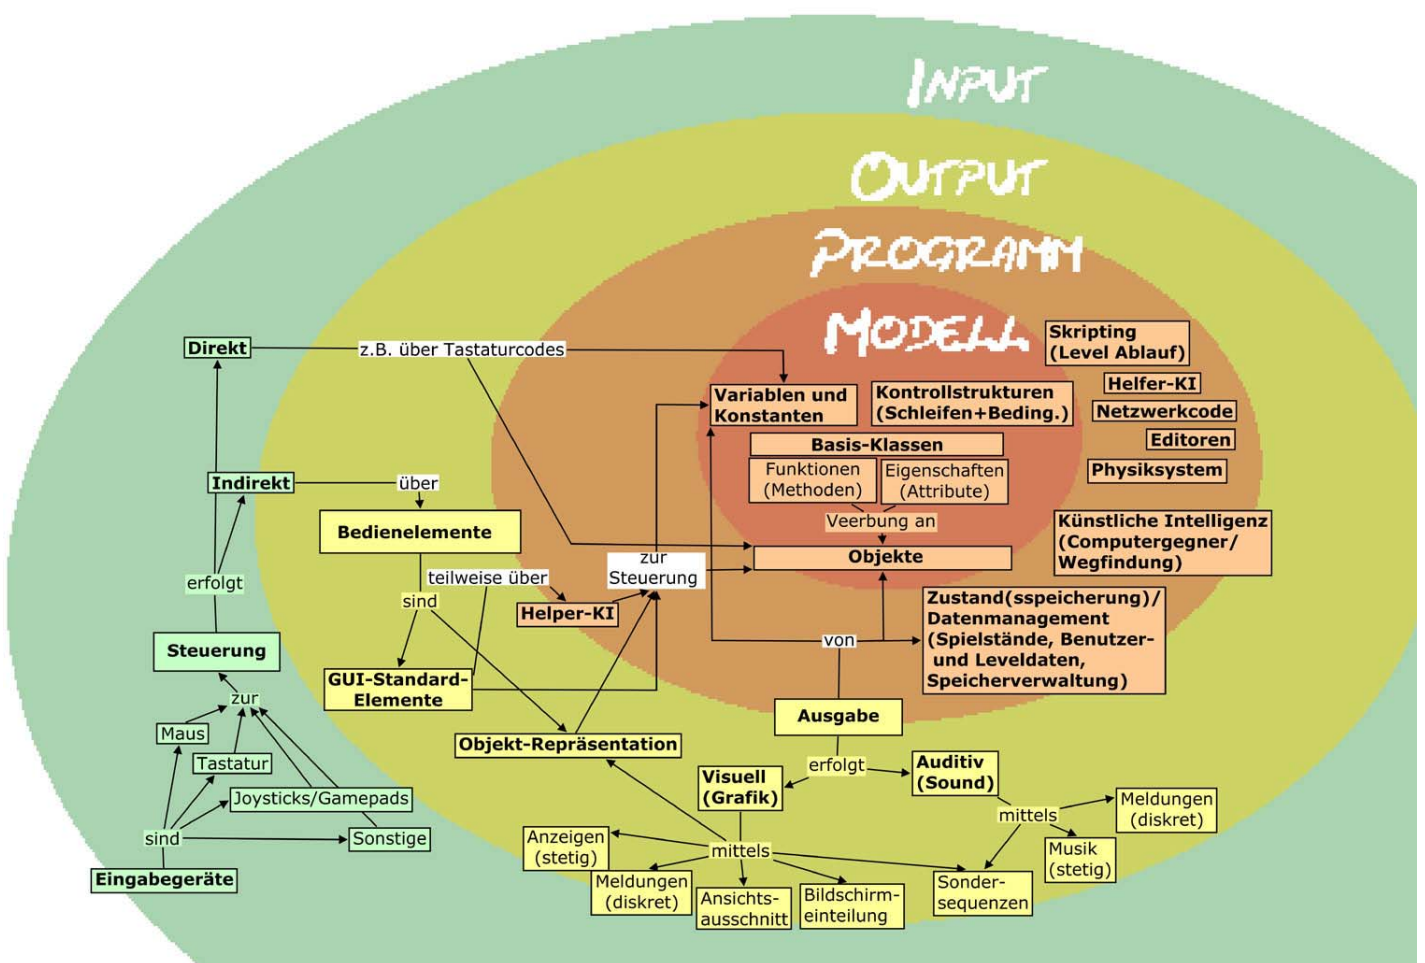 INPUT
OUTPUT
PROGRAMM
MODELL
Skripting
(Level Ablauf)
Direkt
z.B. über Tastaturcodes
Helfer-KI
Variablen und
Konstanten
Kontrollstrukturen
(Schleifen+Beding.)
Netzwerkcode
Basis-Klassen
Editoren
Funktionen
(Methoden)
Eigenschaften
(Attribute)
Physiksystem
Indirekt
über
Veerbung an
Künstliche Intelligenz
(Computergegner/
Wegfindung)
Bedienelemente
Objekte
zur
Steuerung
erfolgt
teilweise über
sind
Helper-KI
Zustand(sspeicherung)/
Datenmanagement
(Spielstände, Benutzer-
und Leveldaten,
Speicherverwaltung)
von
Steuerung
GUI-Standard-
Elemente
zur
Ausgabe
Maus
Objekt-Repräsentation
Tastatur
erfolgt
Visuell
(Grafik)
Auditiv
(Sound)
Joysticks/Gamepads
Meldungen
(diskret)
mittels
sind
Sonstige
Anzeigen
(stetig)
mittels
Musik
(stetig)
Eingabegeräte
Meldungen
(diskret)
Ansichts-
ausschnitt
Bildschirm-
einteilung
Sonder-
sequenzen